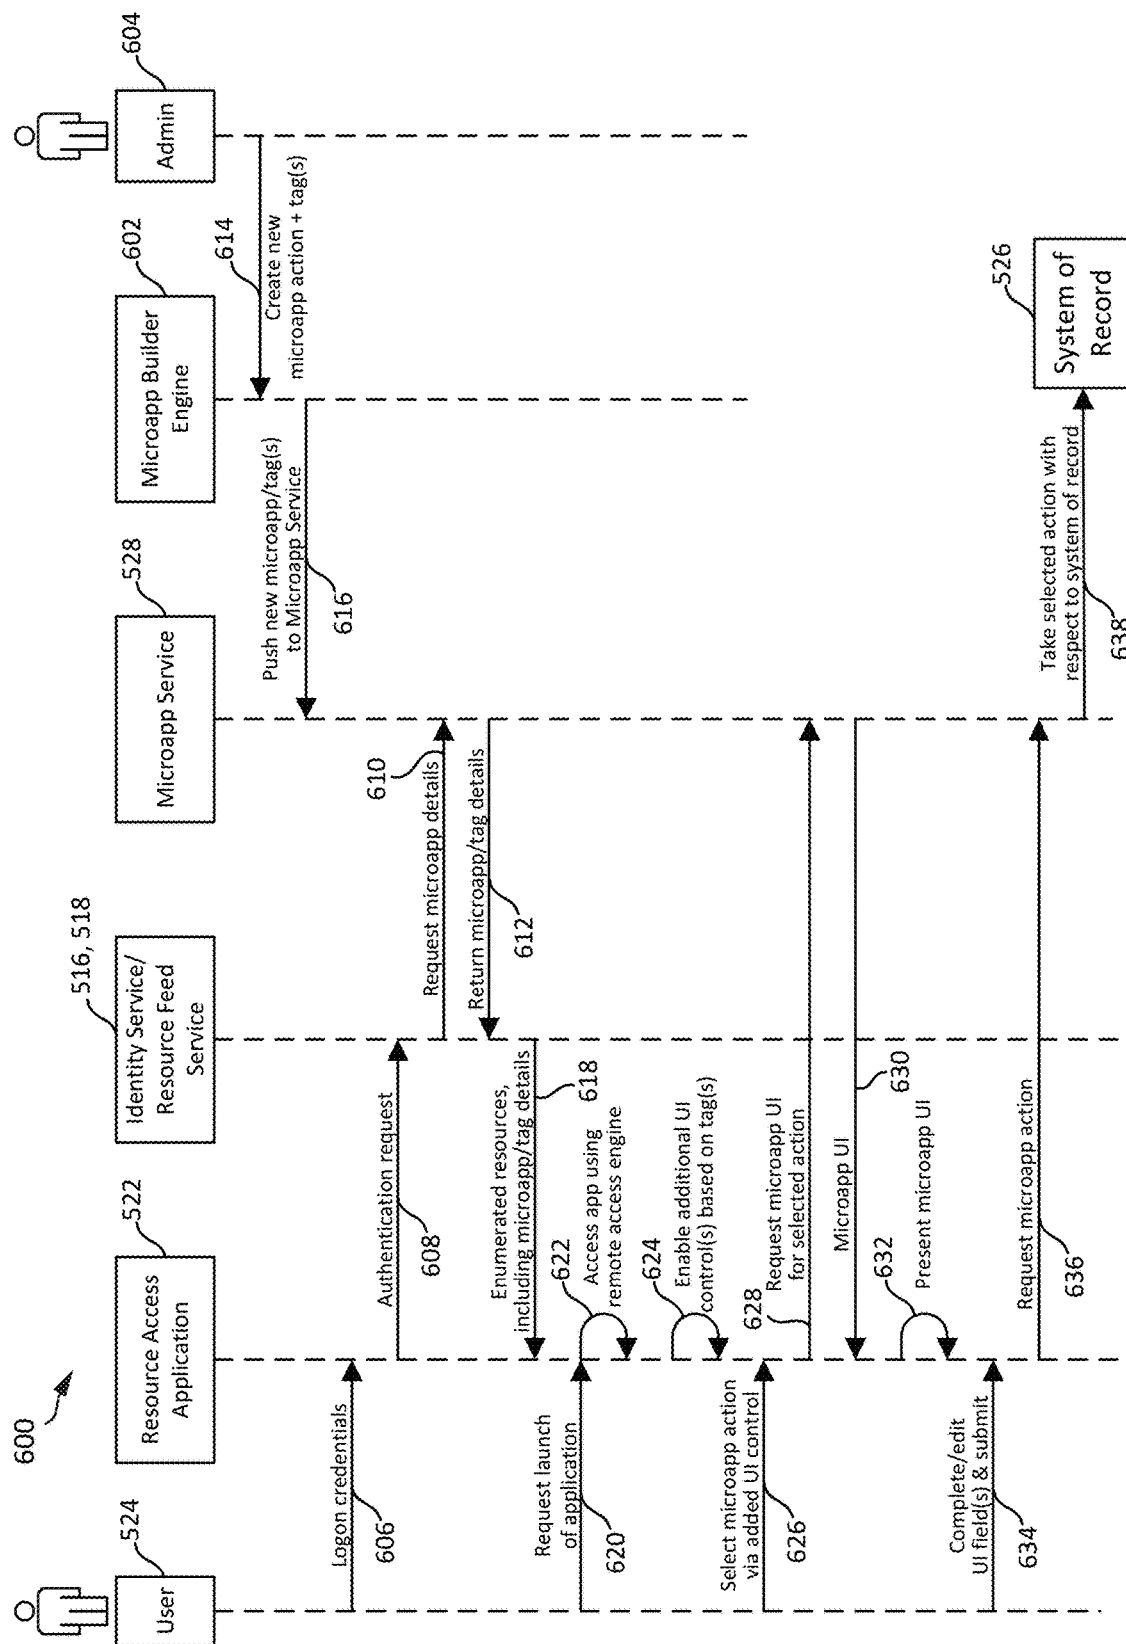 600
524
User
522
Resource Access
Application
516, 518
Identity Service/
Resource Feed
Service
528
Microapp Service
602
Microapp Builder
Engine
604
Admin
614
Create new
microapp action + tag(s)
Push new microapp/tag(s)
to Microapp Service
616
Logon credentials
606
Authentication request
608
Request microapp details
610
Return microapp/tag details
612
Enumerated resources,
including microapp/tag details
618
Request launch
of application
620
622
Access app using
remote access engine
624
Enable additional UI
control(s) based on tag(s)
Select microapp action
via added UI control
626
Request microapp UI
for selected action
628
Microapp UI
630
632
Present microapp UI
Complete/edit
UI field(s) & submit
634
Request microapp action
636
Take selected action with
respect to system of record
638
526
System of
Record